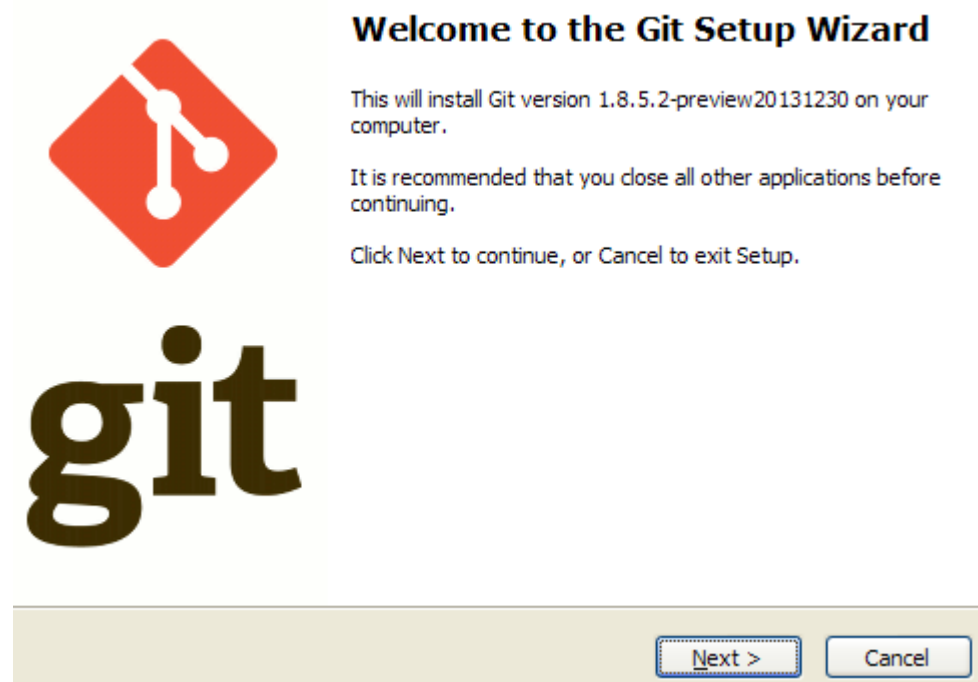 Welcome to the Git Setup Wizard
This will install Git version 1.8.5.2-preview20131230 on your
computer.
It is recommended that you close all other applications before
continuing.
Click Next to continue, or Cancel to exit Setup.
git
Next >
Cancel